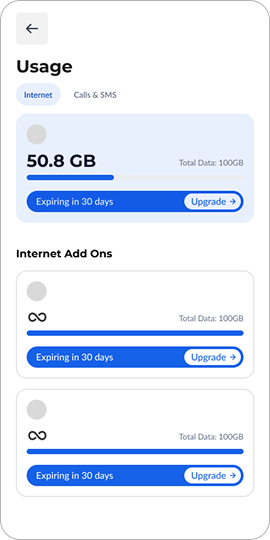 Usage
Internet Calls & SMS
50.8 GB Total Data: 100GB
Expiring in 30 days Upgrade →
Internet Add Ons
∞ Total Data: 100GB
Expiring in 30 days Upgrade →
∞ Total Data: 100GB
Expiring in 30 days Upgrade →